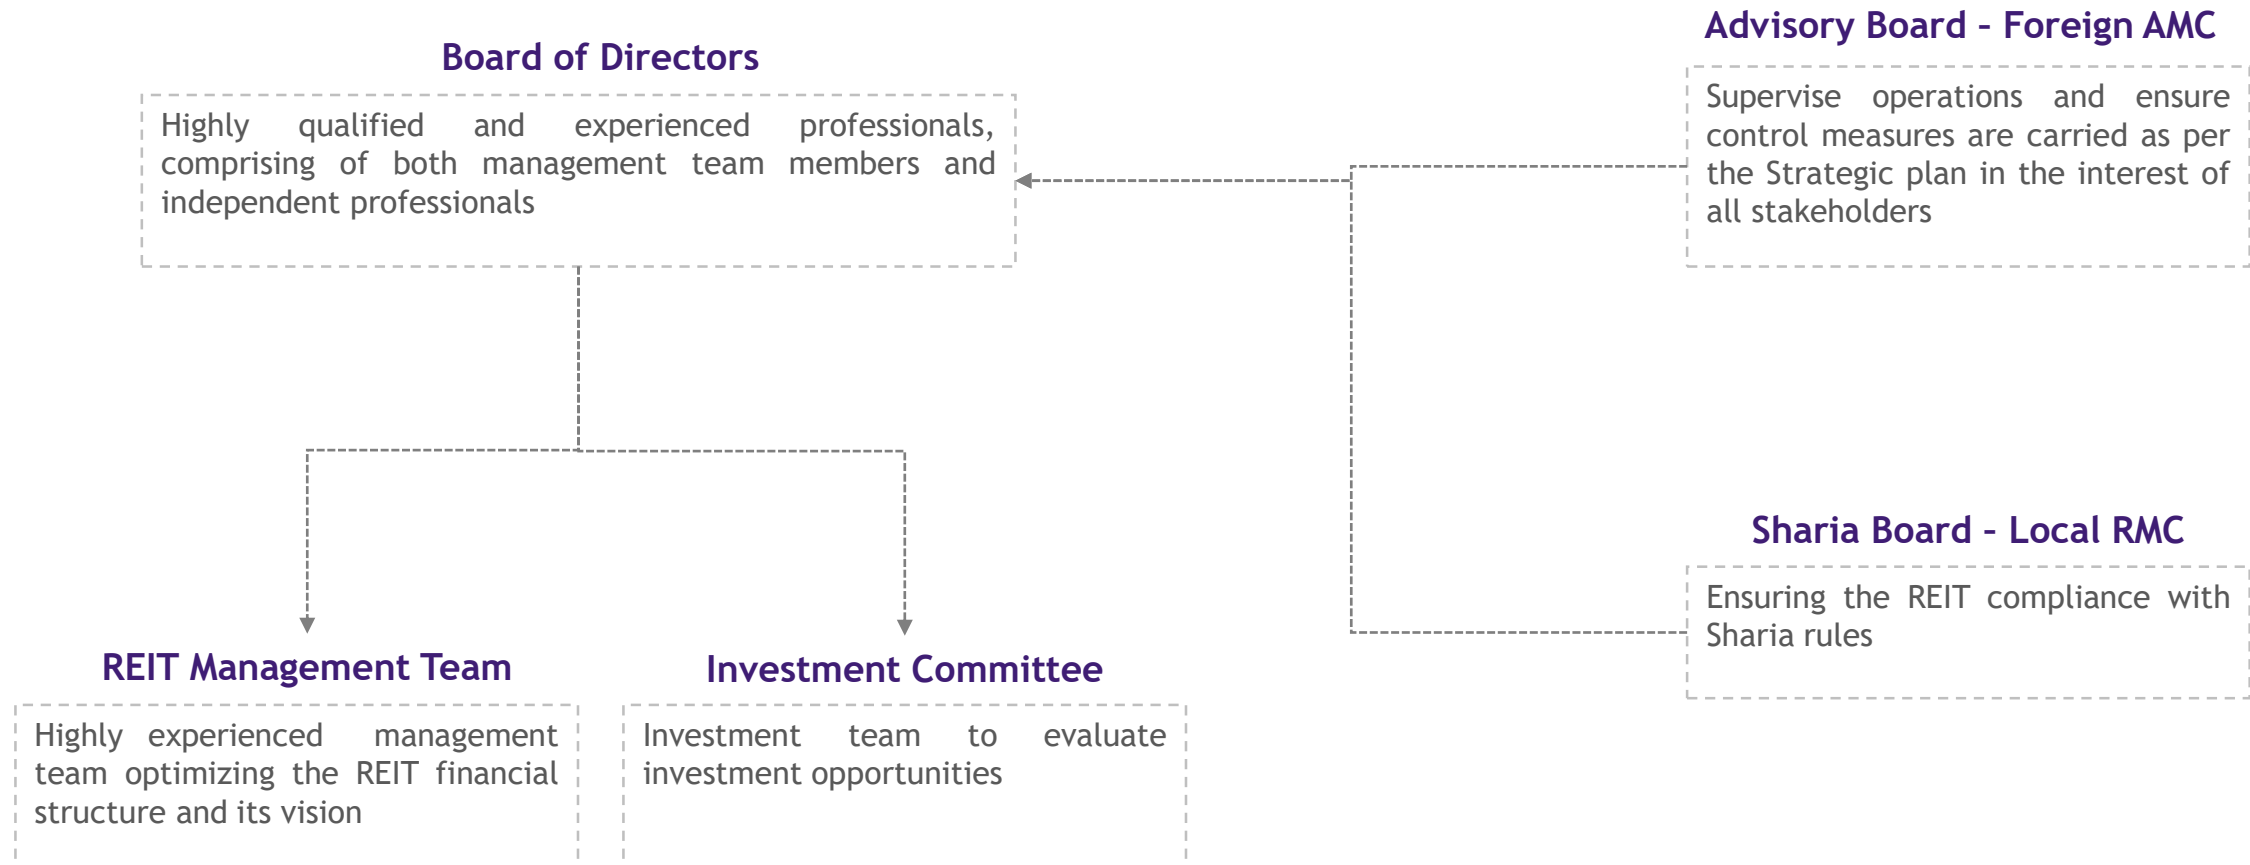 Board of Directors
Highly qualified and experienced professionals,
comprising of both management team members and
independent professionals
Advisory Board – Foreign AMC
Supervise operations and ensure
control measures are carried as per
the Strategic plan in the interest of
all stakeholders
Sharia Board – Local RMC
Ensuring the REIT compliance with
Sharia rules
REIT Management Team
Highly experienced management
team optimizing the REIT financial
structure and its vision
Investment Committee
Investment team to evaluate
investment opportunities